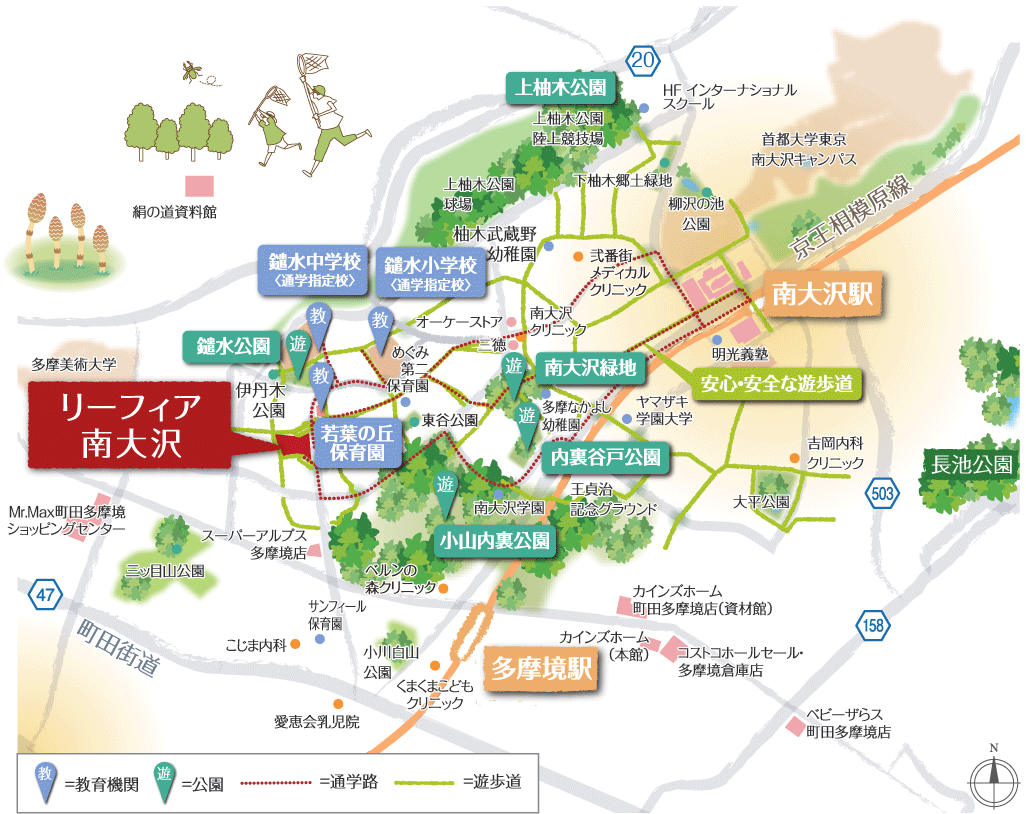 20
上柚木公園
HF インターナショナル
スクール
上柚木公園
陸上競技場
首都大学東京
南大沢キャンパス
下柚木郷土緑地
上柚木公園
球場
柳沢の池
公園
絹の道資料館
京王相模原線
柚木武蔵野
幼稚園
鑓水中学校
〈通学指定校〉
鑓水小学校
〈通学指定校〉
弐番街
メディカル
クリニック
南大沢駅
教
教
オーケーストア
南大沢
クリニック
三徳
遊
鑓水公園
多摩美術大学
めぐみ
第二
保育園
明光義塾
遊
南大沢緑地
安心・安全な遊歩道
教
伊丹木
公園
リーフィア
南大沢
多摩なかよし
幼稚園
遊
ヤマザキ
学園大学
東谷公園
若葉の丘
保育園
吉岡内科
クリニック
内裏谷戸公園
長池公園
遊
503
王貞治
記念グラウンド
大平公園
南大沢学園
Mr.Max町田多摩境
ショッピングセンター
スーパーアルプス
多摩境店
小山内裏公園
三ッ目山公園
ベルンの
森クリニック
47
カインズホーム
町田多摩境店(資材館)
サンフィール
保育園
158
町田街道
こじま内科
カインズホーム
(本館)
小川白山
公園
コストコホールセール・
多摩境倉庫店
多摩境駅
くまくまこども
クリニック
愛恵会乳児院
ベビーザらス
町田多摩境店
N
教
=教育機関
遊
=公園
=通学路
=遊歩道